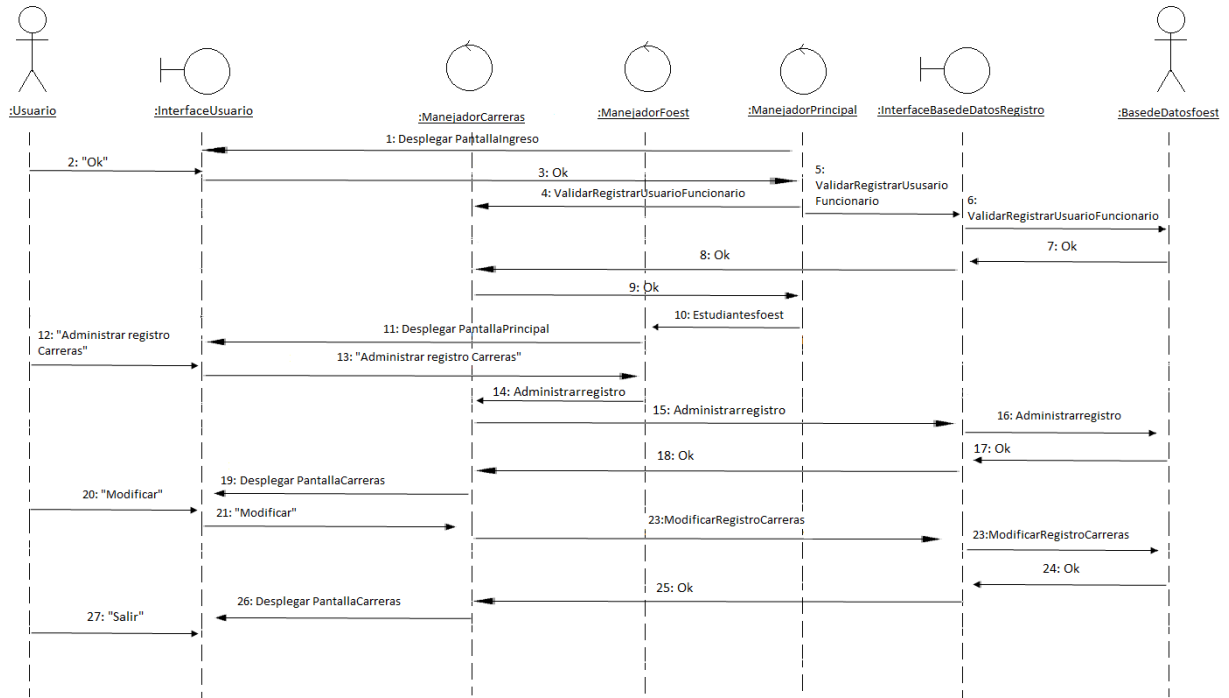 :Usuario
:InterfaceUsuario
:ManejadorCarreras
:ManejadorFoest
:ManejadorPrincipal
:InterfaceBasedeDatosRegistro
:BasedeDatosfoest
1: Desplegar PantallaIngreso
2: "Ok"
3: Ok
4: ValidarRegistrarUsuarioFuncionario
5:
ValidarRegistrarUsusario
Funcionario
6:
ValidarRegistrarUsuarioFuncionario
7: Ok
8: Ok
9: Ok
10: Estudiantesfoest
11: Desplegar PantallaPrincipal
12: "Administrar registro
Carreras"
13: "Administrar registro Carreras"
14: Administrarregistro
15: Administrarregistro
16: Administrarregistro
17: Ok
18: Ok
19: Desplegar PantallaCarreras
20: "Modificar"
21: "Modificar"
23:ModificarRegistroCarreras
23:ModificarRegistroCarreras
24: Ok
25: Ok
26: Desplegar PantallaCarreras
27: "Salir"